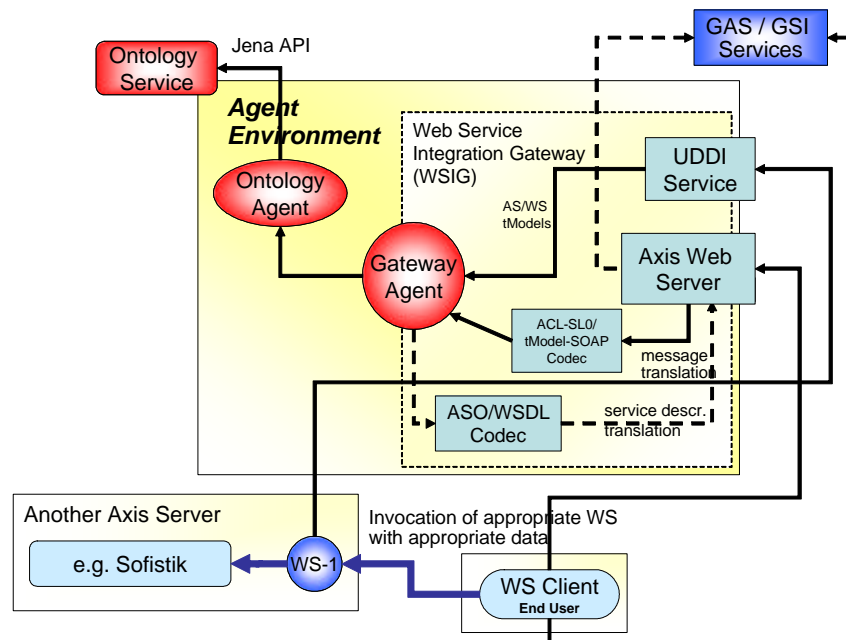 GAS / GSI
Services
Jena API
Ontology
Service
Agent
Environment
Web Service
Integration Gateway
(WSIG)
UDDI
Service
Ontology
Agent
AS/WS
tModels
Axis Web
Server
Gateway
Agent
ACL-SL0/
tModel-SOAP
Codec
message
translation
ASO/WSDL
Codec
service descr.
translation
Another Axis Server
Invocation of appropriate WS
with appropriate data
e.g. Sofistik
WS-1
WS Client
End User